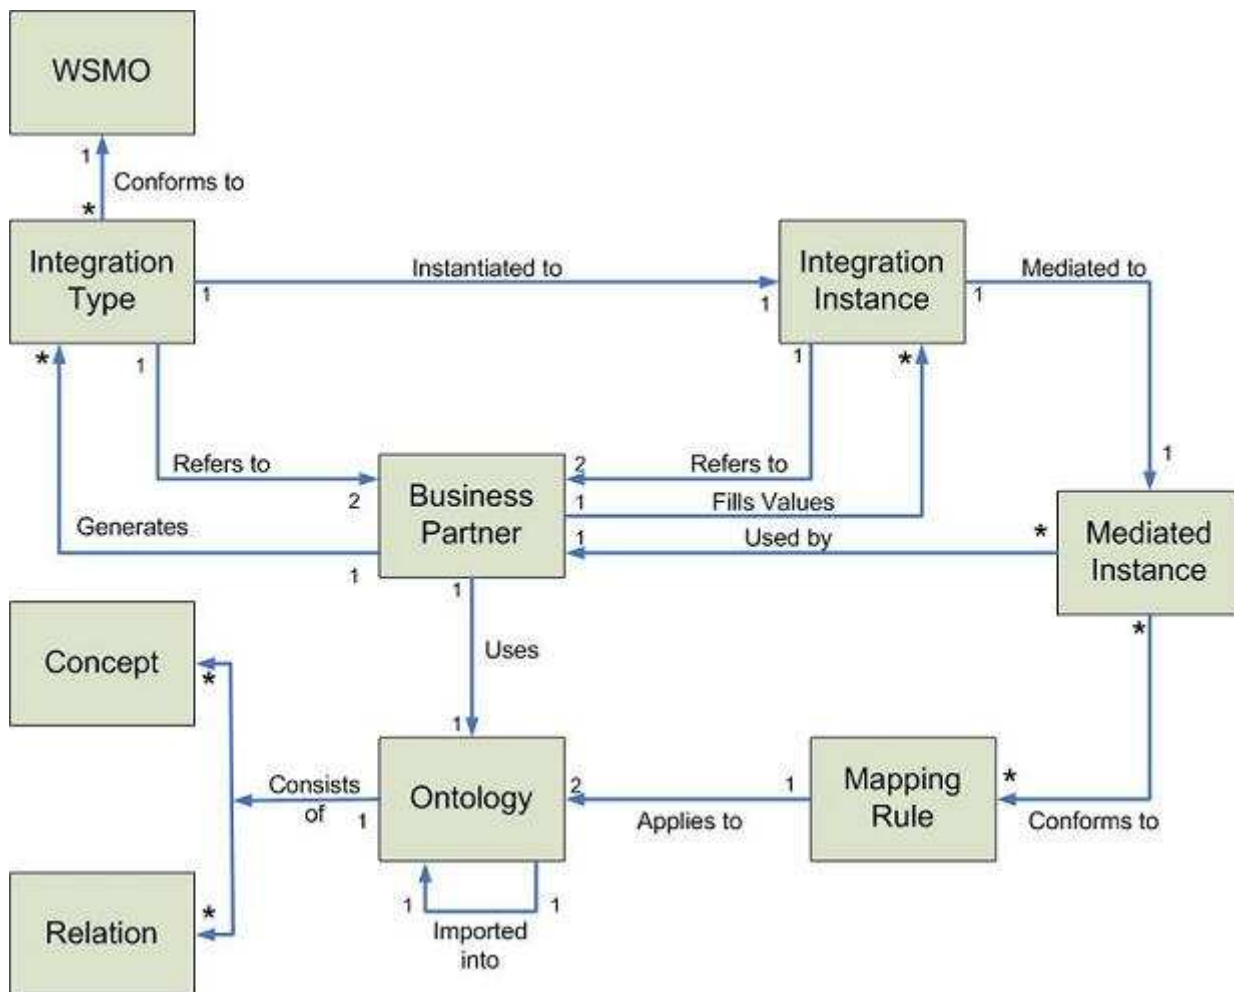 WSMO
1
Conforms to
*
Integration
Type
1
Instantiated to
1
Integration
Instance
1
Mediated to
*
1
1
*
1
Refers to
2
Generates
1
Business
Partner
2
Refers to
1
Fills Values
1
Used by
*
Mediated
Instance
*
1
Uses
1
Concept
*
Consists
of
1
Ontology
2
Applies to
1
Mapping
Rule
*
Conforms to
1
1
Imported
into
*
Relation